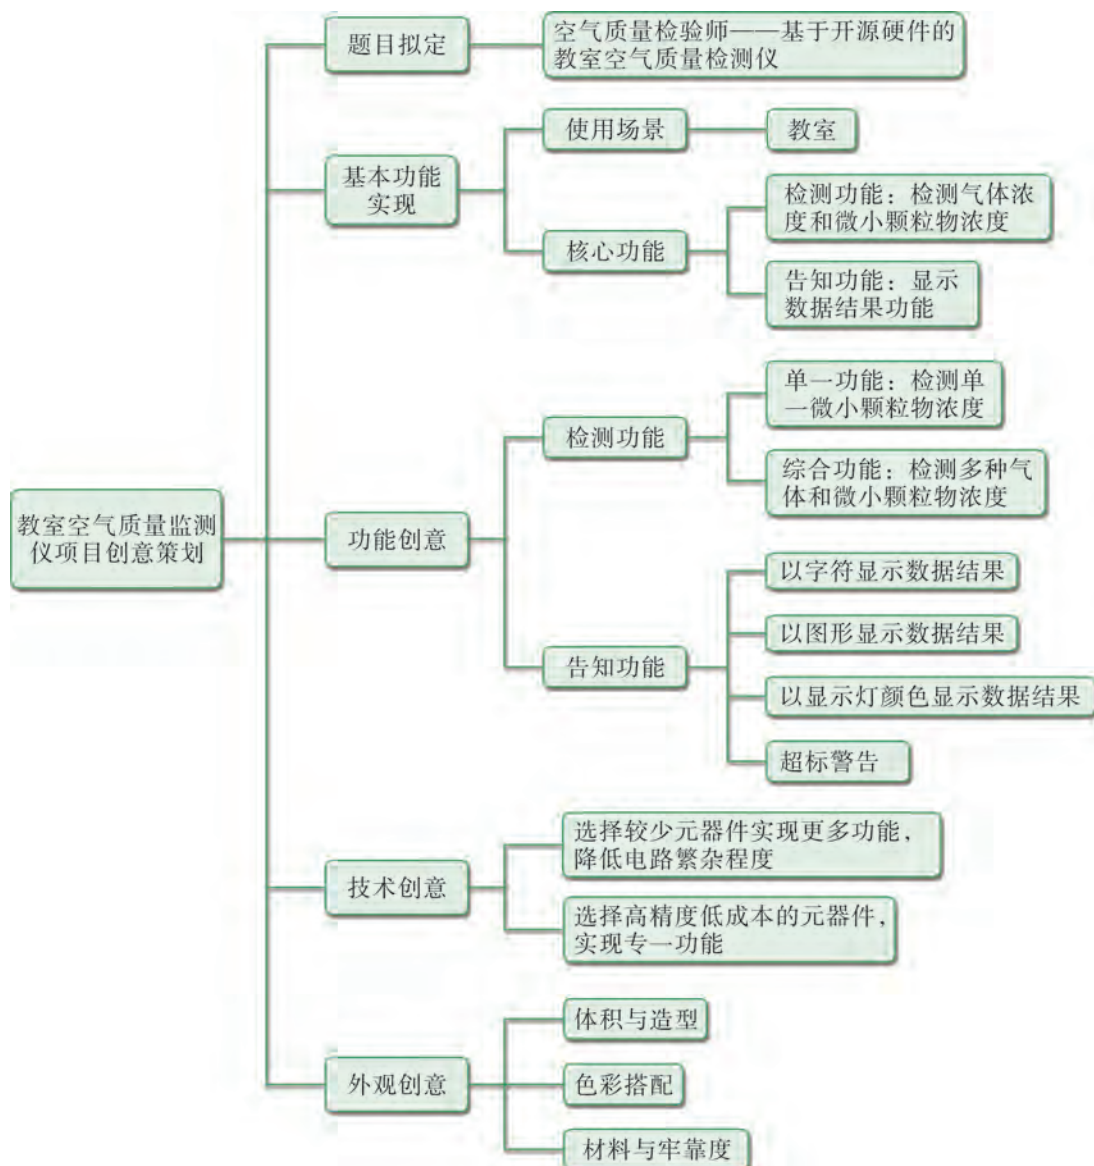 题目拟定
空气质量检验师——基于开源硬件的
教室空气质量检测仪
基本功能
实现
使用场景
教室
核心功能
检测功能：检测气体浓
度和微小颗粒物浓度
告知功能：显示
数据结果功能
教室空气质量监测
仪项目创意策划
功能创意
检测功能
单一功能：检测单
一微小颗粒物浓度
综合功能：检测多种气
体和微小颗粒物浓度
告知功能
以字符显示数据结果
以图形显示数据结果
以显示灯颜色显示数据结果
超标警告
技术创意
选择较少元器件实现更多功能，
降低电路繁杂程度
选择高精度低成本的元器件，
实现专一功能
外观创意
体积与造型
色彩搭配
材料与牢靠度